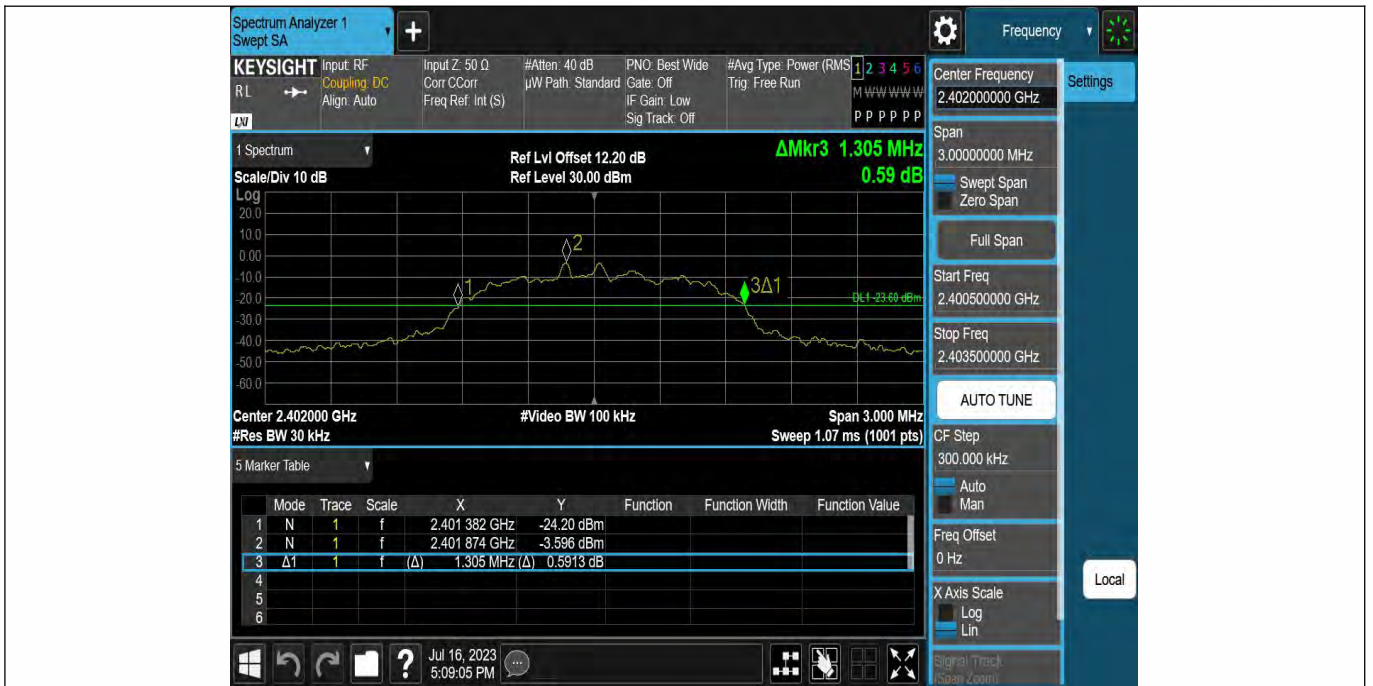 Spectrum Analyzer 1
Swept SA
+
Frequency
KEYSIGHT
RL
LXI
Input: RF
Coupling: DC
Align: Auto
Input Z: 50 Ω
Corr CCorr
Freq Ref: Int (S)
#Atten: 40 dB
µW Path: Standard
PNO: Best Wide
Gate: Off
IF Gain: Low
Sig Track: Off
#Avg Type: Power (RMS
Trig: Free Run
1 2 3 4 5 6
M W W W W W
P P P P P P
1 Spectrum
Scale/Div 10 dB
Ref Lvl Offset 12.20 dB
Ref Level 30.00 dBm
ΔMkr3 1.305 MHz
0.59 dB
Log
20.0
10.0
0.00
-10.0
-20.0
-30.0
-40.0
-50.0
-60.0
1
2
3Δ1
DL1 -23.60 dBm
Center 2.402000 GHz
#Video BW 100 kHz
Span 3.000 MHz
#Res BW 30 kHz
Sweep 1.07 ms (1001 pts)
5 Marker Table
Mode Trace Scale X Y Function Function Width Function Value
1 N 1 f 2.401 382 GHz -24.20 dBm
2 N 1 f 2.401 874 GHz -3.596 dBm
3 Δ1 1 f (Δ) 1.305 MHz (Δ) 0.5913 dB
4
5
6
Jul 16, 2023
5:09:05 PM
?
Center Frequency
2.402000000 GHz
Settings
Span
3.00000000 MHz
Swept Span
Zero Span
Full Span
Start Freq
2.400500000 GHz
Stop Freq
2.403500000 GHz
AUTO TUNE
CF Step
300.000 kHz
Auto
Man
Freq Offset
0 Hz
X Axis Scale
Log
Lin
Signal Track
(Span Zoom)
Local